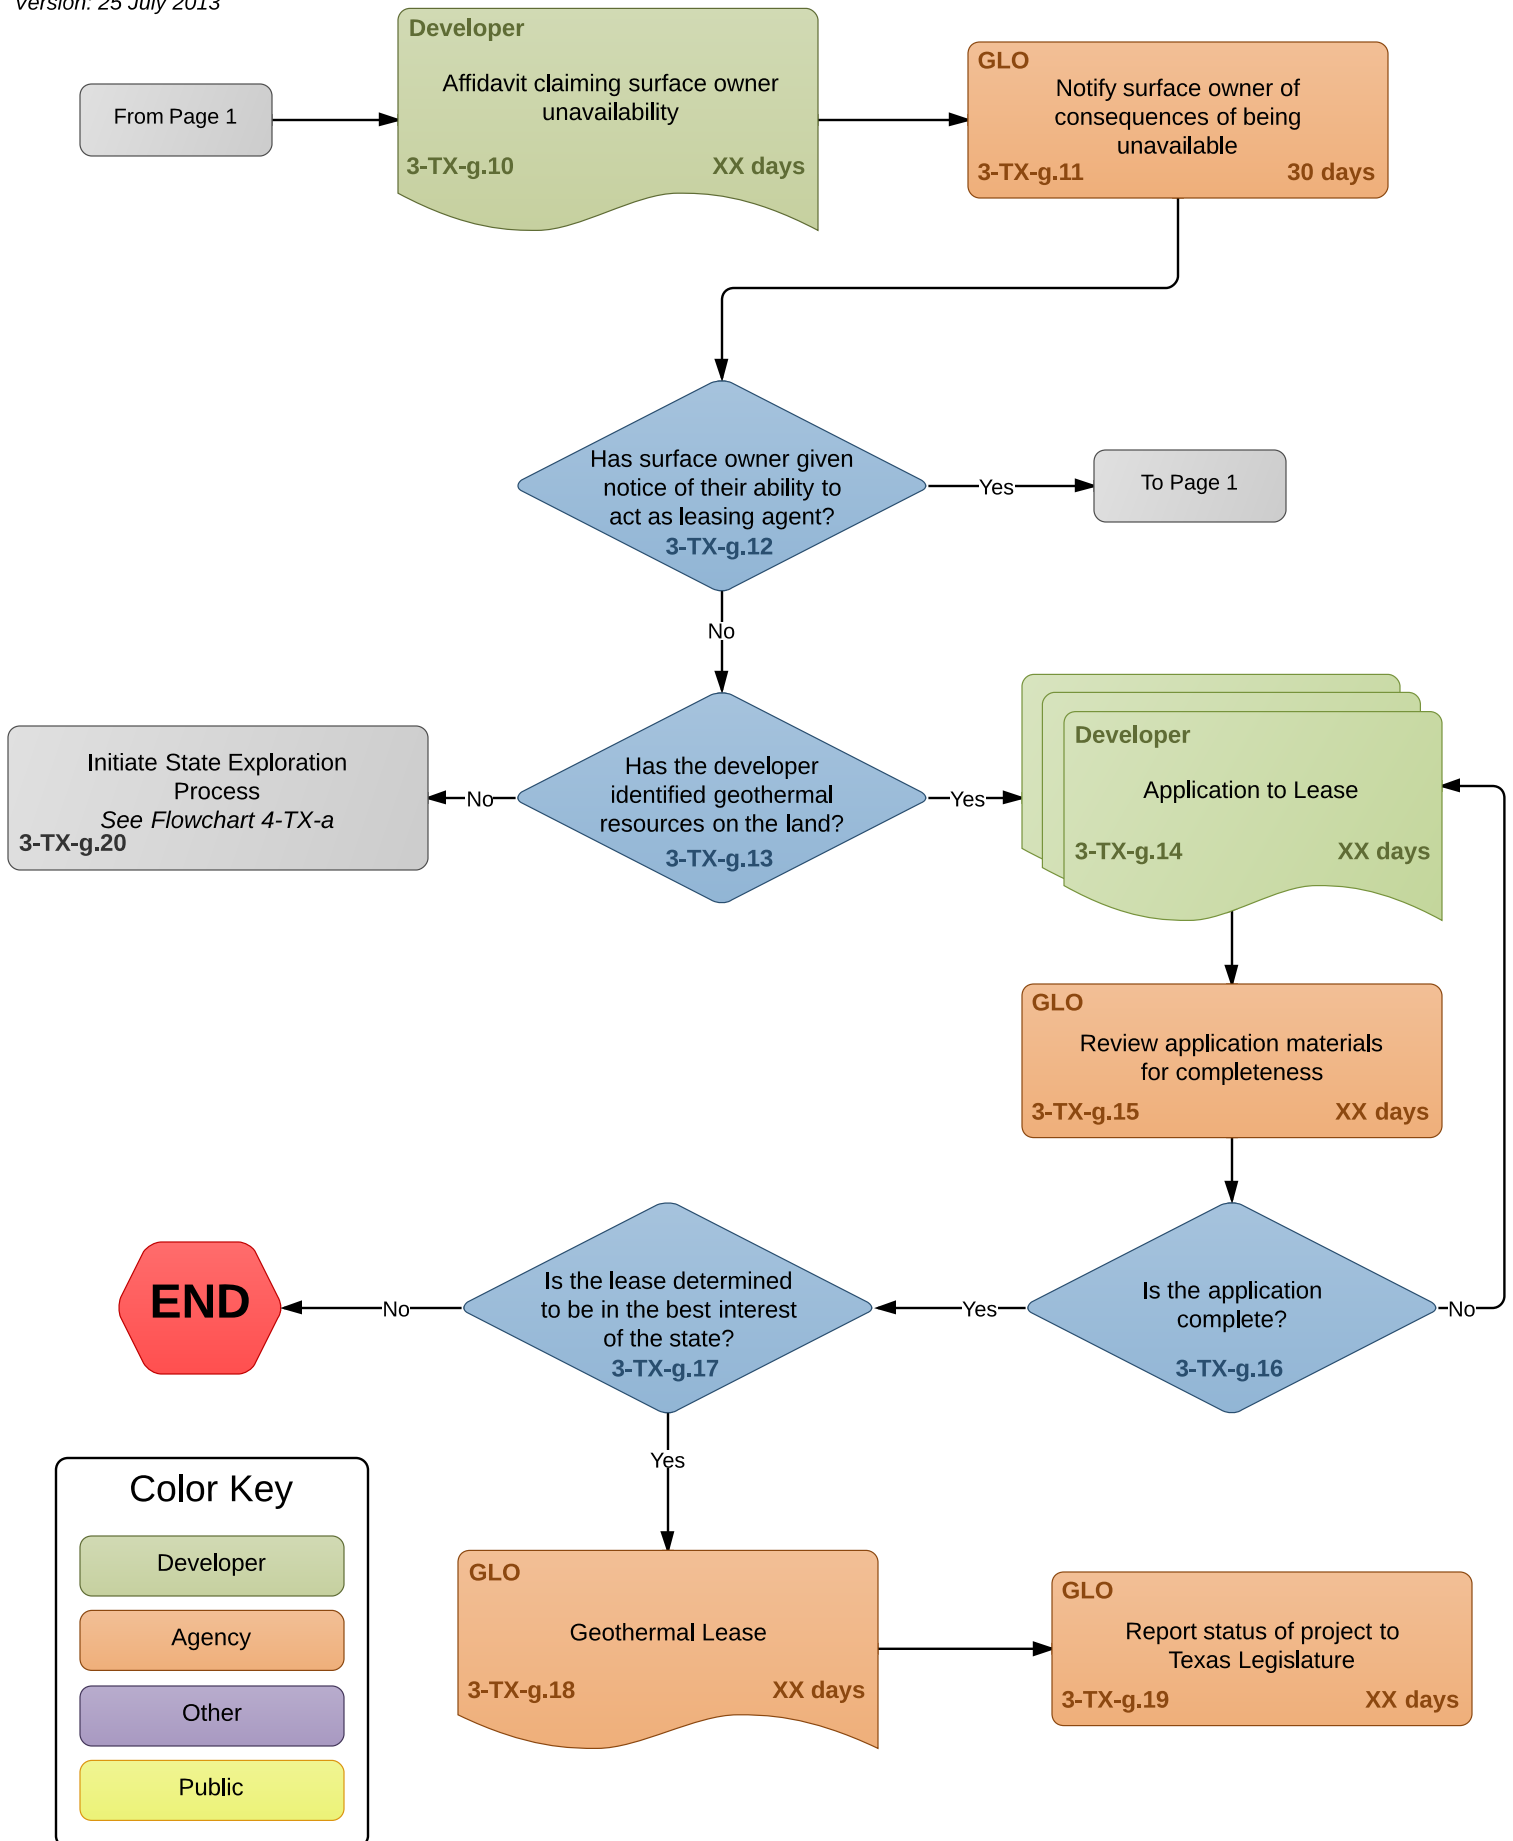 Version: 25 July 2013
Developer
Affidavit claiming surface owner
unavailability
3-TX-g.10 XX days
From Page 1
GLO
Notify surface owner of
consequences of being
unavailable
3-TX-g.11 30 days
Has surface owner given
notice of their ability to
act as leasing agent?
3-TX-g.12
Yes
To Page 1
No
Has the developer
identified geothermal
resources on the land?
3-TX-g.13
No
Initiate State Exploration
Process
See Flowchart 4-TX-a
3-TX-g.20
Yes
Developer
Application to Lease
3-TX-g.14 XX days
GLO
Review application materials
for completeness
3-TX-g.15 XX days
Is the application
complete?
3-TX-g.16
No
Yes
Is the lease determined
to be in the best interest
of the state?
3-TX-g.17
No
END
Yes
GLO
Geothermal Lease
3-TX-g.18 XX days
GLO
Report status of project to
Texas Legislature
3-TX-g.19 XX days
Color Key
Developer
Agency
Other
Public